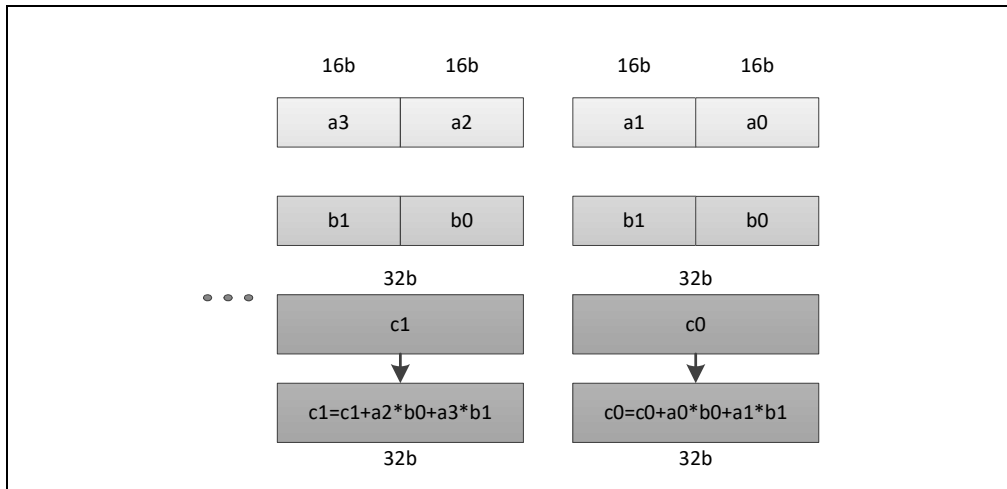 16b 16b 16b 16b
a3 a2 a1 a0
b1 b0 b1 b0
32b 32b
c1 c0
c1=c1+a2*b0+a3*b1 c0=c0+a0*b0+a1*b1
32b 32b